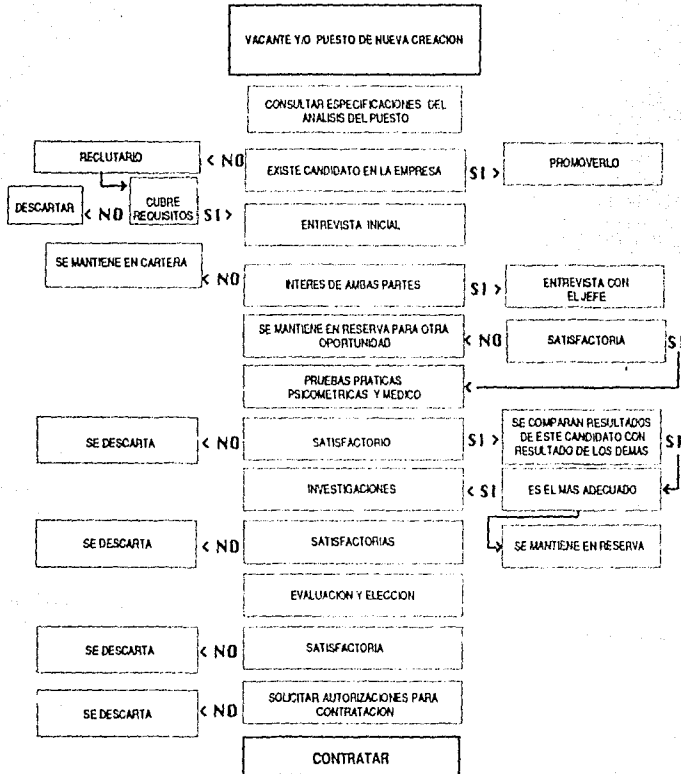 VACANTE Y/O PUESTO DE NUEVA CREACION
CONSULTAR ESPECIFICACIONES DEL
ANALISIS DEL PUESTO
RECLUTARLO
< NO
EXISTE CANDIDATO EN LA EMPRESA
SI >
PROMOVERLO
DESCARTAR
< NO
CUBRE
REQUISITOS
SI >
ENTREVISTA INICIAL
SE MANTIENE EN CARTERA
< NO
INTERES DE AMBAS PARTES
SI >
ENTREVISTA CON
EL JEFE
SE MANTIENE EN RESERVA PARA OTRA
OPORTUNIDAD
< NO
SATISFACTORIA
SI
PRUEBAS PRATICAS
PSICOMETRICAS Y MEDICO
SE DESCARTA
< NO
SATISFACTORIO
SI >
SE COMPARAN RESULTADOS
DE ESTE CANDIDATO CON
RESULTADO DE LOS DEMAS
SI
INVESTIGACIONES
< SI
ES EL MAS ADECUADO
SE DESCARTA
< NO
SATISFACTORIAS
SE MANTIENE EN RESERVA
EVALUACION Y ELECCION
SE DESCARTA
< NO
SATISFACTORIA
SE DESCARTA
< NO
SOLICITAR AUTORIZACIONES PARA
CONTRATACION
CONTRATAR